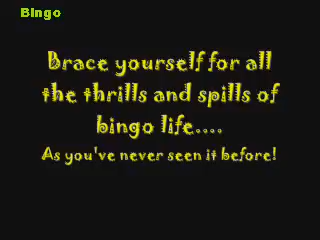 Bingo
Brace yourself for all
the thrills and spills of
bingo life....
As you've never seen it before!